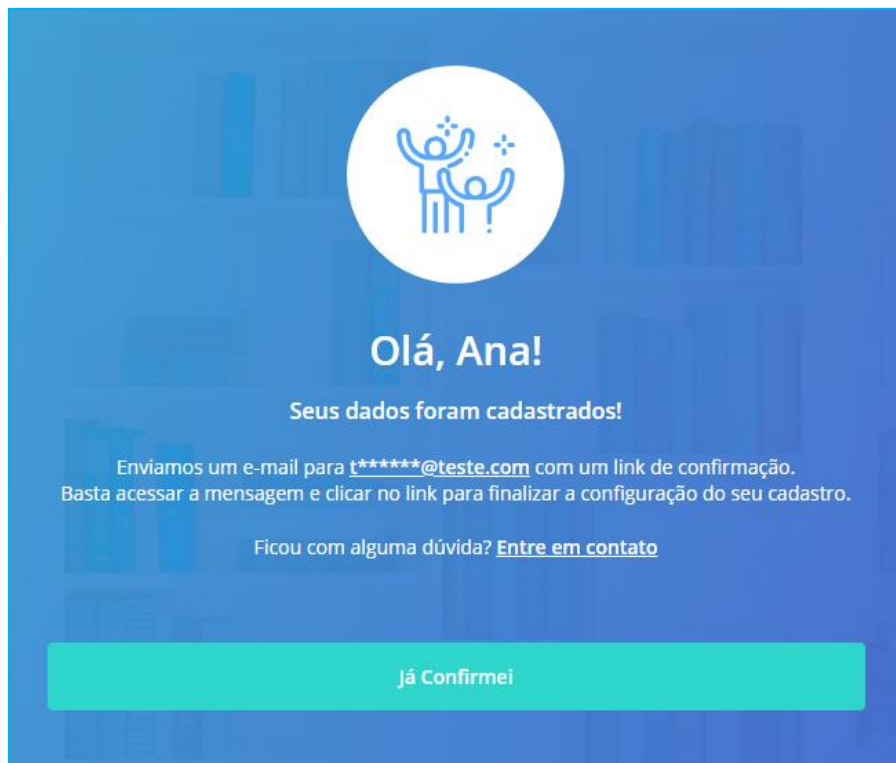 Olá, Ana!
Seus dados foram cadastrados!
Enviamos um e-mail para t******@teste.com com um link de confirmação.
Basta acessar a mensagem e clicar no link para finalizar a configuração do seu cadastro.
Ficou com alguma dúvida? Entre em contato
Já Confirmei